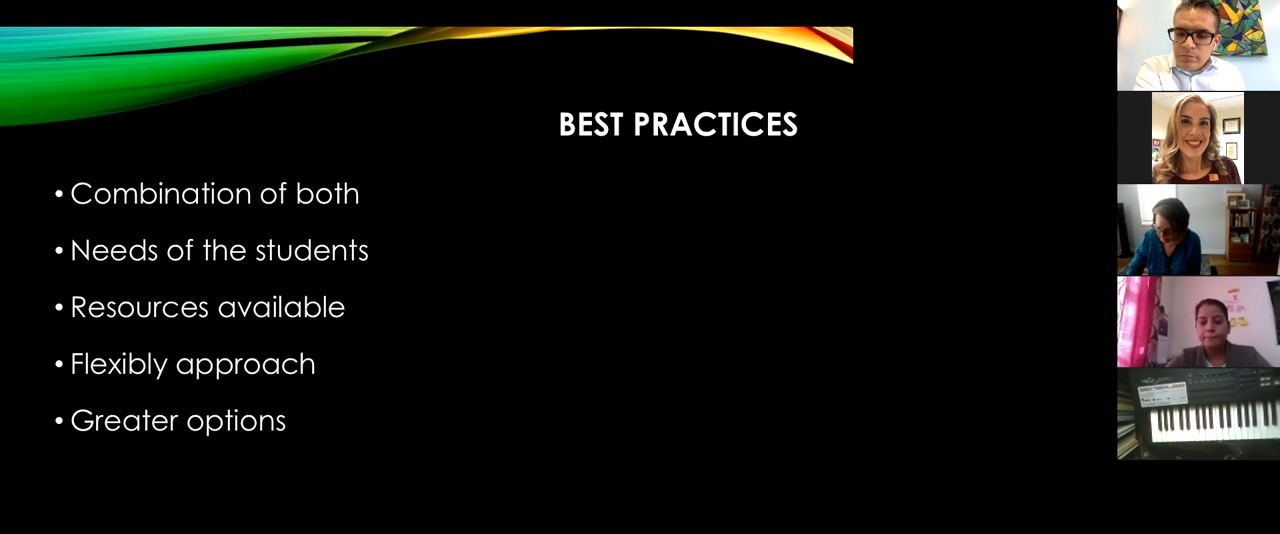 BEST PRACTICES
• Combination of both
• Needs of the students
• Resources available
• Flexibly approach
• Greater options